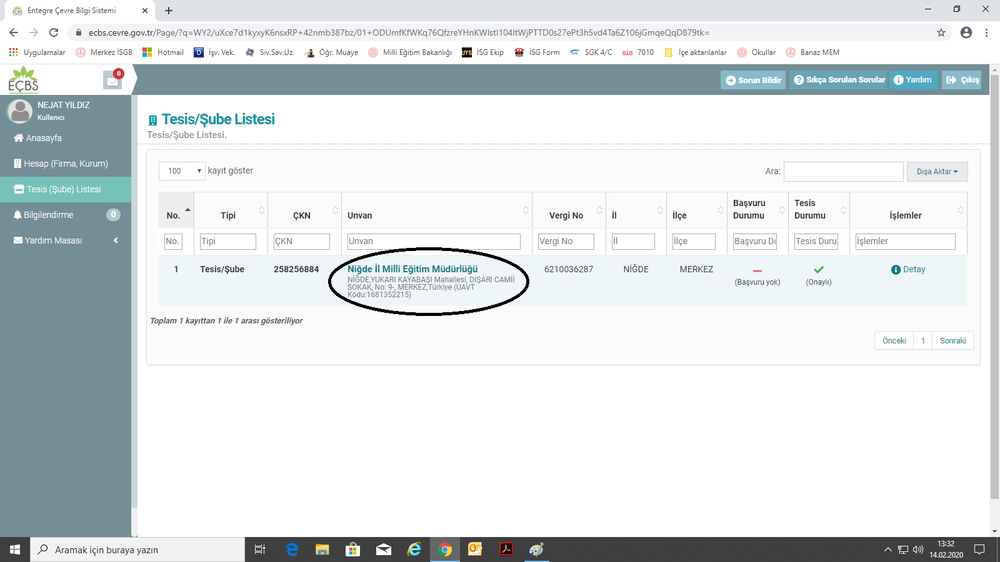 Entegre Çevre Bilgi Sistemi
ecbs.cevre.gov.tr/Page/?q=WY2/uXce7d1kyxyK6nsxRP+42nmb387bz/01+ODUmfKfWKq76QfzreYHnKWIstI104ItWjPTTD0s27ePt3h5vd4Ta6Z106jGmqeQqD879tk=
Uygulamalar Merkez İSGB Hotmail İşv. Vek. Siv.Sav.Uz. Öğr. Muaye Milli Eğitim Bakanlığı İSG Ekip İSG Form SGK 4/C sis 7010 İçe aktarılanlar Okullar Banaz MEM
EÇBS
0
Sorun Bildir Sıkça Sorulan Sorular Yardım Çıkış
NEJAT YILDIZ
Kullanıcı
Anasayfa
Hesap (Firma, Kurum)
Tesis (Şube) Listesi
Bilgilendirme 0
Yardım Masası
Tesis/Şube Listesi
Tesis/Şube Listesi.
100 kayıt göster
Ara:
Dışa Aktar
No. Tipi ÇKN Unvan Vergi No İl İlçe Başvuru Durumu Tesis Durumu İşlemler
No. Tipi ÇKN Unvan Vergi No İl İlçe Başvuru Du Tesis Duru İşlemler
1 Tesis/Şube 258256884 Niğde İl Milli Eğitim Müdürlüğü 6210036287 NİĞDE MERKEZ Detay
NİĞDE,YUKARI KAYABAŞI Mahallesi, DIŞARI CAMİİ
SOKAK, No: 9-, MERKEZ,Türkiye (UAVT
Kodu:1681352215)
(Başvuru yok) (Onaylı)
Toplam 1 kayıttan 1 ile 1 arası gösteriliyor
Önceki 1 Sonraki
Aramak için buraya yazın
13:32
14.02.2020